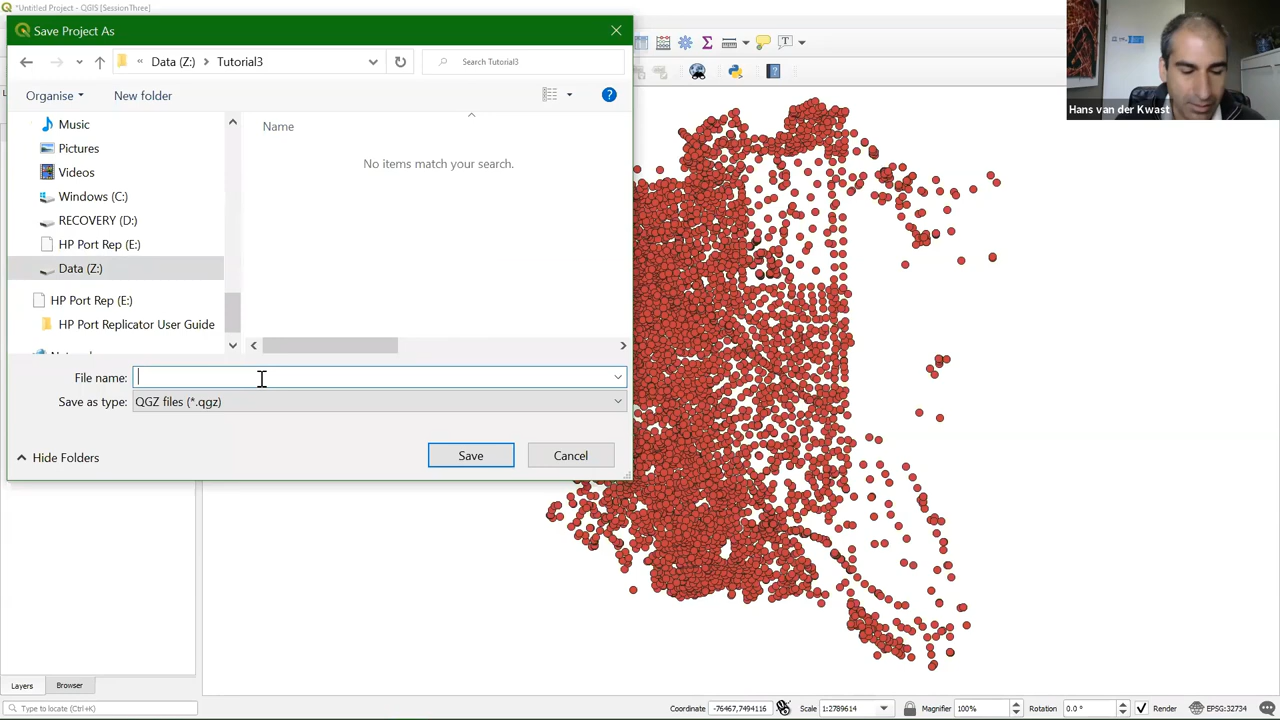 *Untitled Project - QGIS [SessionThree]
Save Project As
Data (Z:) Tutorial3
Search Tutorial3
Organise
New folder
Music
Pictures
Videos
Windows (C:)
RECOVERY (D:)
HP Port Rep (E:)
Data (Z:)
HP Port Rep (E:)
HP Port Replicator User Guide
Name
No items match your search.
File name:
Save as type: QGZ files (*.qgz)
Hide Folders
Save
Cancel
Hans van der Kwast
Layers
Browser
Type to locate (Ctrl+K)
Coordinate -76467,7494116
Scale 1:2789614
Magnifier 100%
Rotation 0.0 °
Render
EPSG:32734